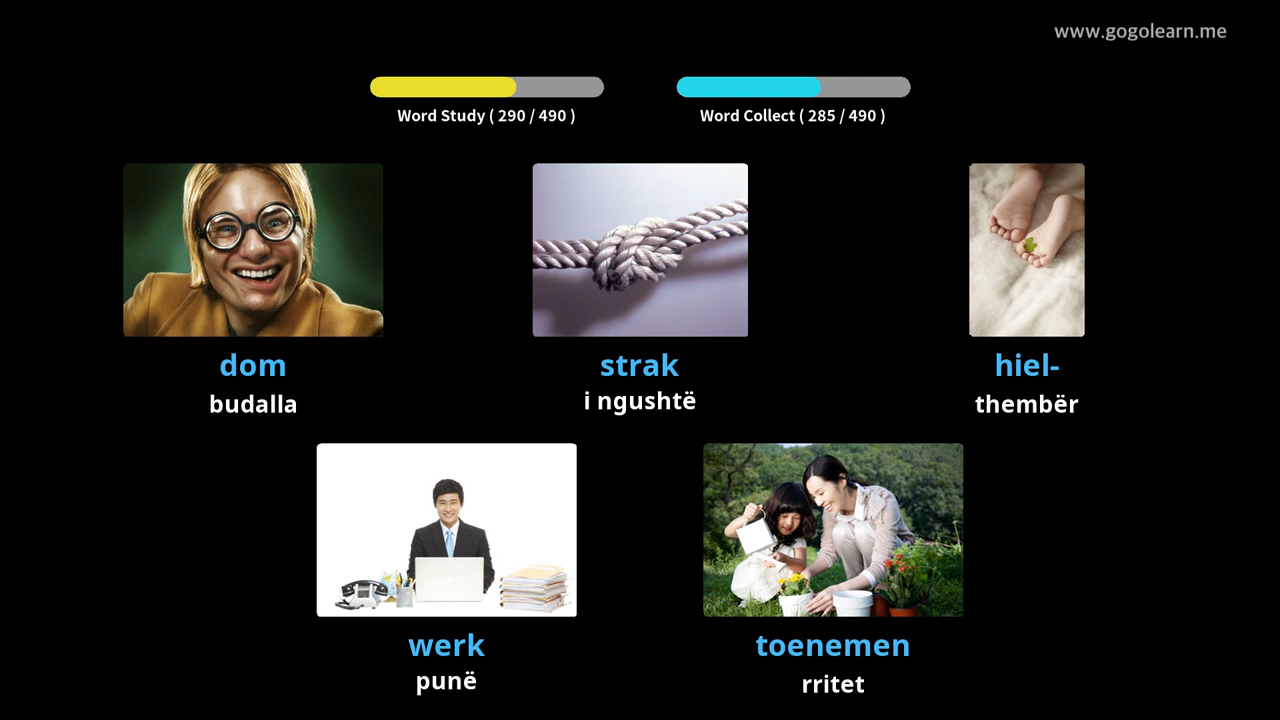 www.gogolearn.me
Word Study ( 290 / 490 )
Word Collect ( 285 / 490 )
dom
budalla
strak
i ngushtë
hiel-
thembër
werk
punë
toenemen
rritet